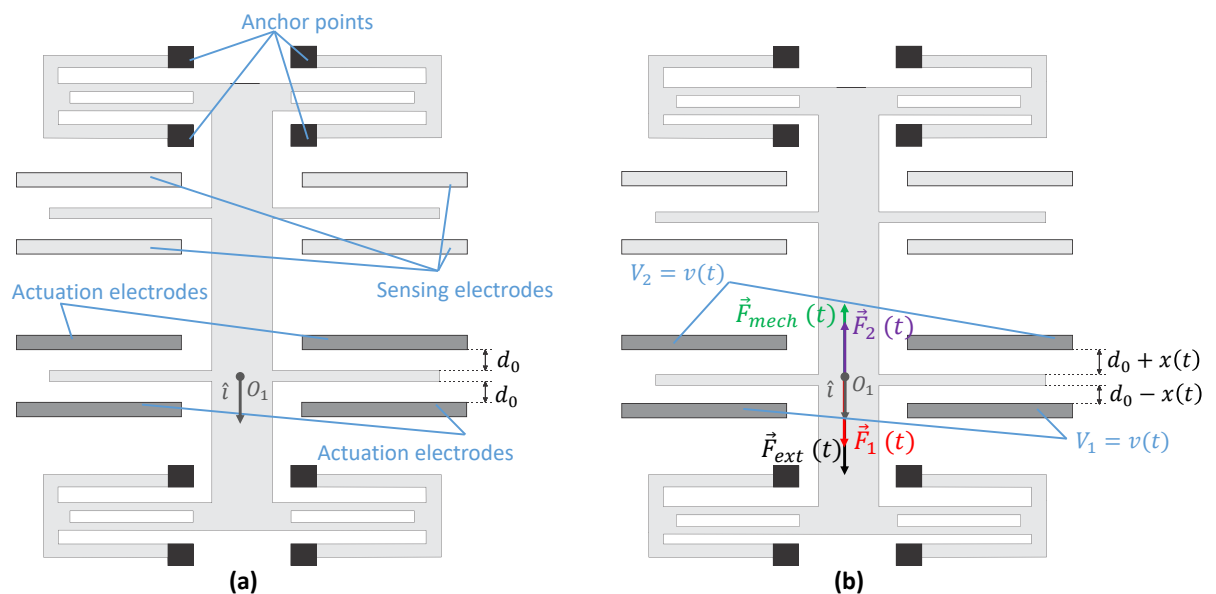 Anchor points
Sensing electrodes
Actuation electrodes
d₀
î O₁
d₀
Actuation electrodes
(a)
V₂ = v(t)
F⃗mech (t)
F⃗₂ (t)
d₀ + x(t)
î O₁
d₀ − x(t)
F⃗ext (t)
F⃗₁ (t)
V₁ = v(t)
(b)